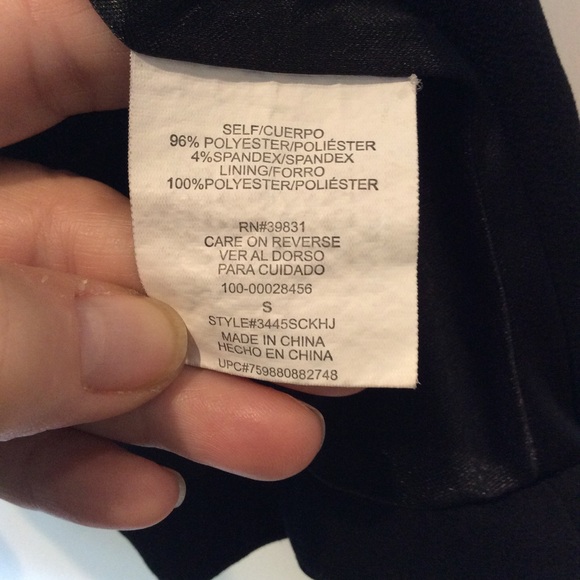 SELF/CUERPO
96% POLYESTER/POLIÉSTER
4%SPANDEX/SPANDEX
LINING/FORRO
100%POLYESTER/POLIÉSTER
RN#39831
CARE ON REVERSE
VER AL DORSO
PARA CUIDADO
100-00028456
S
STYLE#3445SCKHJ
MADE IN CHINA
HECHO EN CHINA
UPC#759880882748